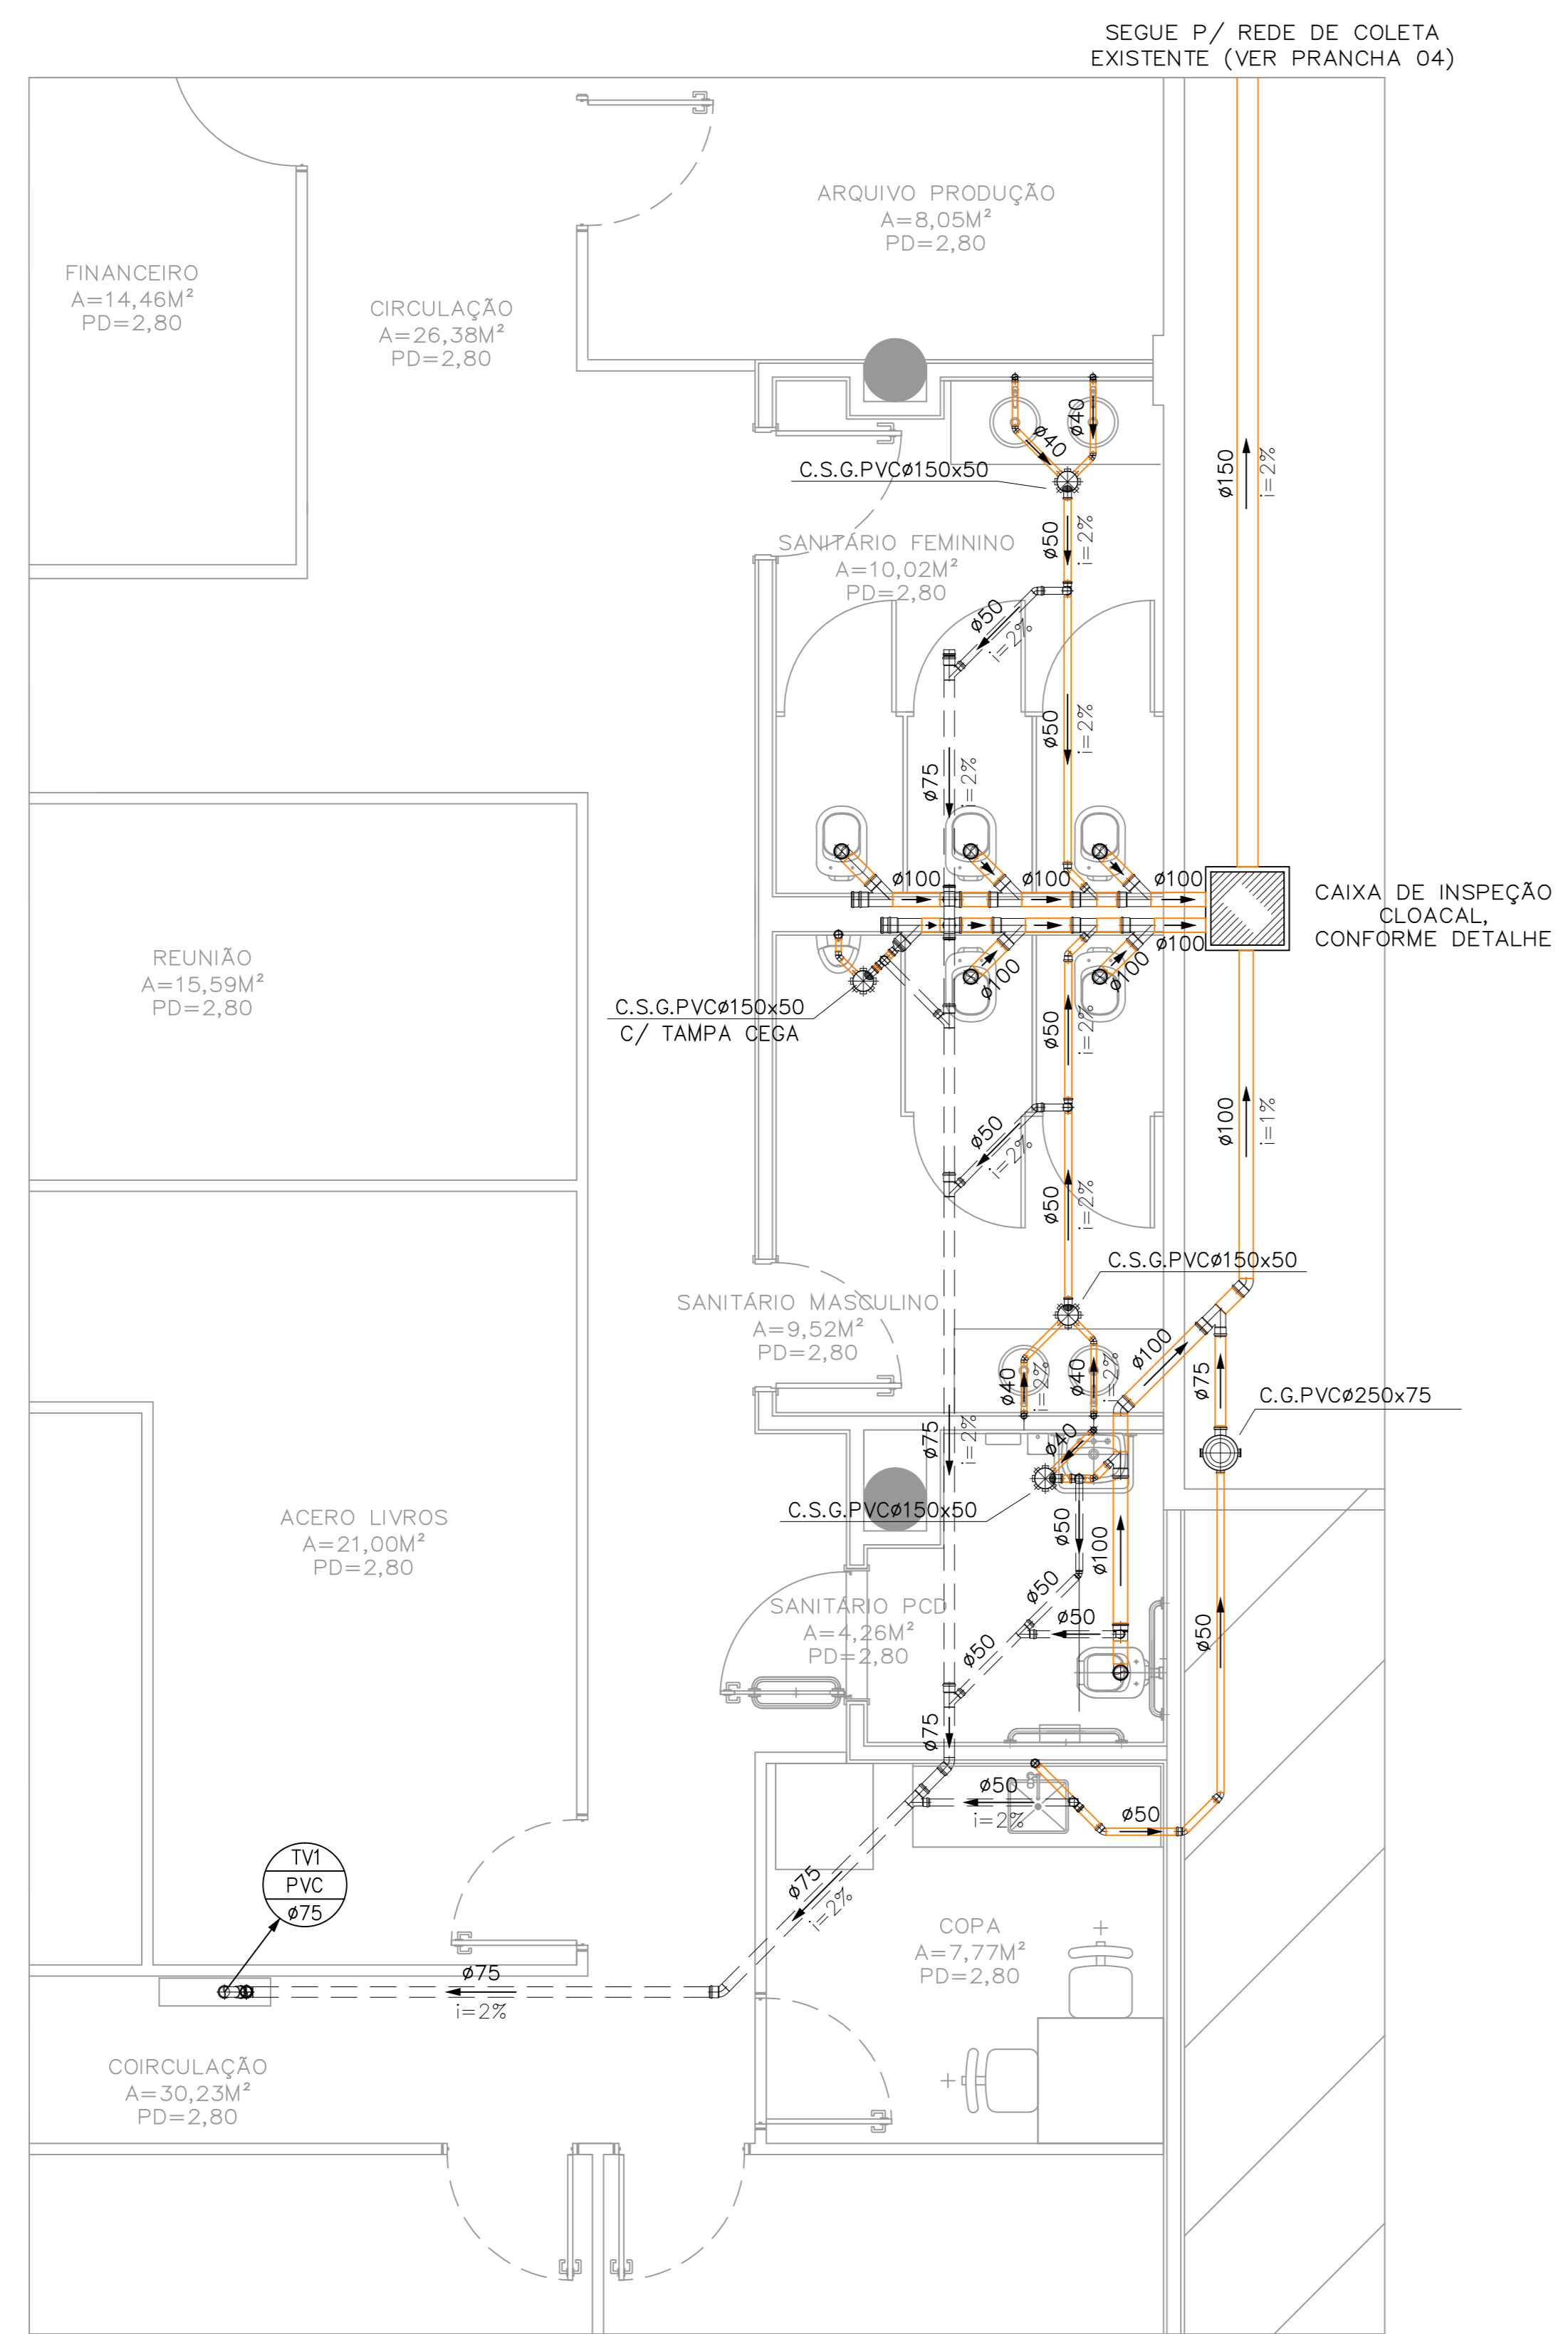 SEGUE P/ REDE DE COLETA
EXISTENTE (VER PRANCHA 04)
ARQUIVO PRODUÇÃO
A=8,05M²
PD=2,80
FINANCEIRO
A=14,46M²
PD=2,80
CIRCULAÇÃO
A=26,38M²
PD=2,80
ø40
ø40
C.S.G.PVCø150x50
ø150
i=2%
ø50
i=2%
SANITÁRIO FEMININO
A=10,02M²
PD=2,80
ø50
i=2%
ø50
i=2%
ø75
i=2%
ø100
ø100
ø100
CAIXA DE INSPEÇÃO
CLOACAL,
CONFORME DETALHE
ø100
ø100
ø100
REUNIÃO
A=15,59M²
PD=2,80
C.S.G.PVCø150x50
C/ TAMPA CEGA
ø50
i=2%
ø100
i=1%
ø50
i=2%
ø50
i=2%
C.S.G.PVCø150x50
SANITÁRIO MASCULINO
A=9,52M²
PD=2,80
ø100
ø40
i=2%
ø40
i=2%
ø75
C.G.PVCø250x75
ø75
i=2%
ø40
C.S.G.PVCø150x50
ACERO LIVROS
A=21,00M²
PD=2,80
ø50
ø100
ø50
ø50
SANITÁRIO PCD
A=4,26M²
PD=2,80
ø50
ø50
ø75
ø50
i=2%
ø50
TV1
PVC
ø75
ø75
i=2%
COPA
A=7,77M²
PD=2,80
ø75
i=2%
COIRCULAÇÃO
A=30,23M²
PD=2,80